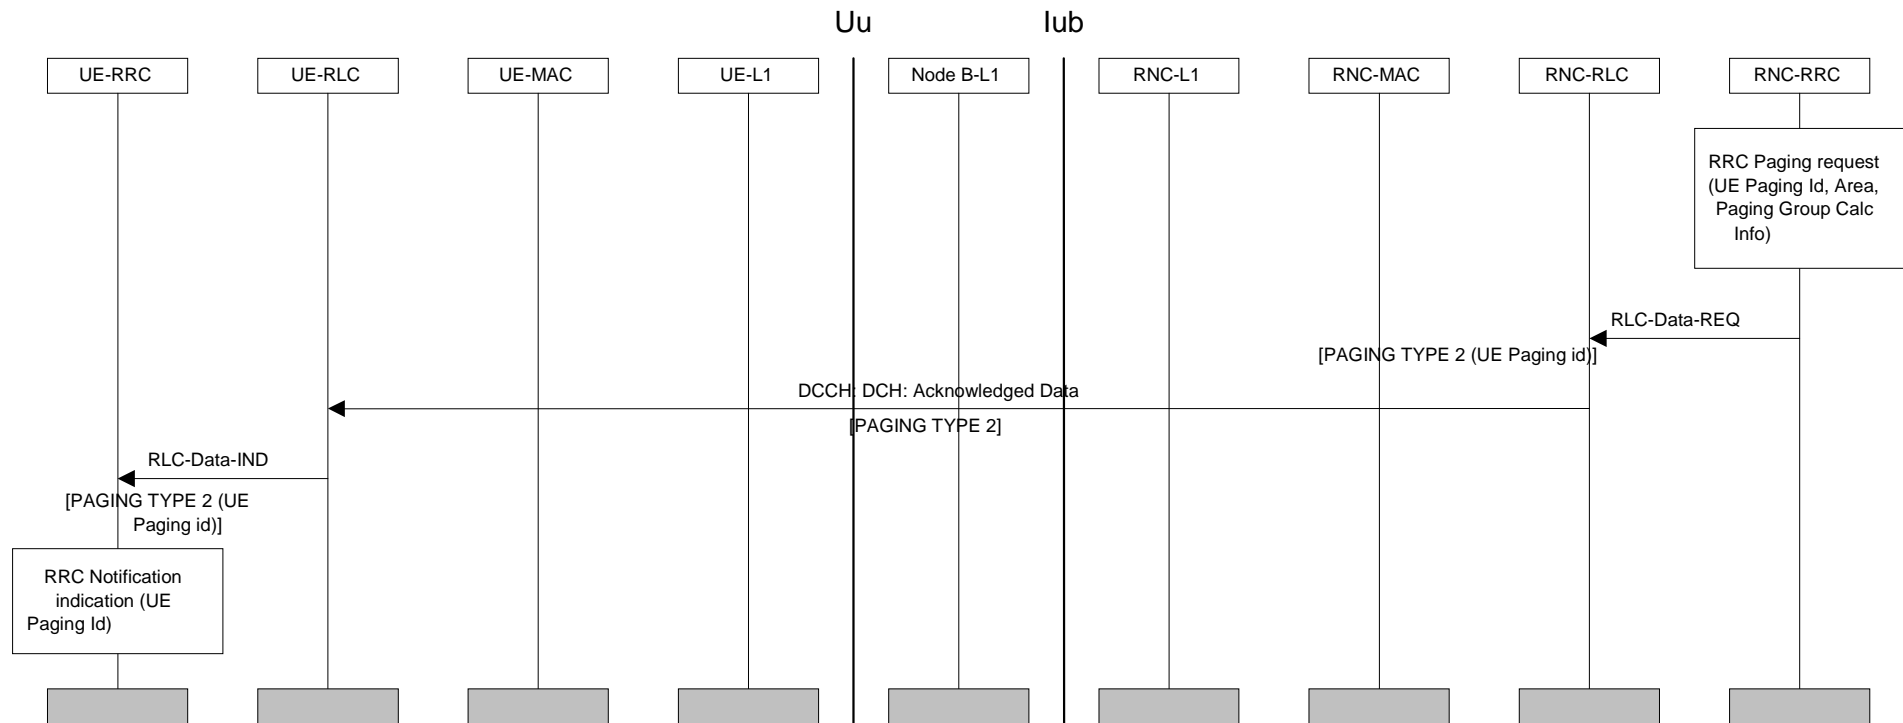 Uu
Iub
UE-RRC
UE-RLC
UE-MAC
UE-L1
Node B-L1
RNC-L1
RNC-MAC
RNC-RLC
RNC-RRC
RRC Paging request
(UE Paging Id, Area,
Paging Group Calc
Info)
RLC-Data-REQ
[PAGING TYPE 2 (UE Paging id)]
DCCH: DCH: Acknowledged Data
[PAGING TYPE 2]
RLC-Data-IND
[PAGING TYPE 2 (UE
Paging id)]
RRC Notification
indication (UE
Paging Id)